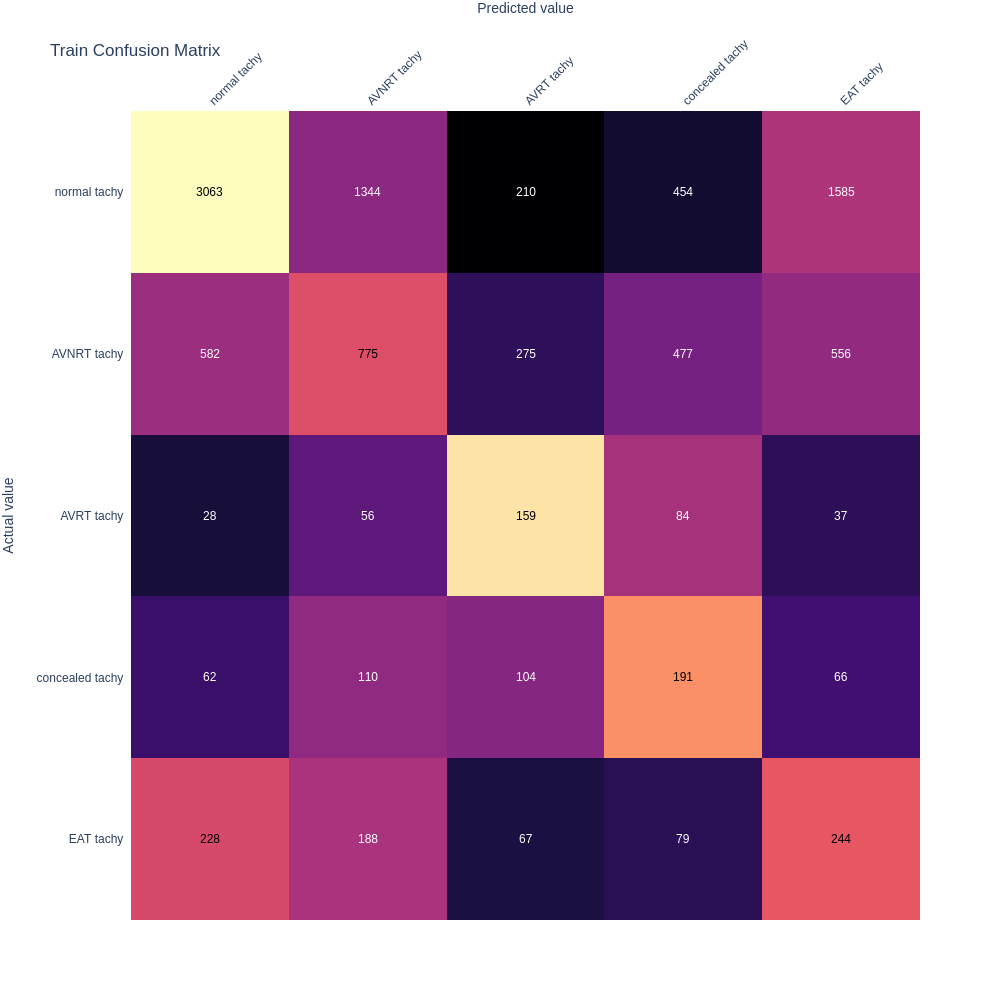 Predicted value
Train Confusion Matrix
normal tachy
AVNRT tachy
AVRT tachy
concealed tachy
EAT tachy
Actual value
normal tachy 3063 1344 210 454 1585
AVNRT tachy 582 775 275 477 556
AVRT tachy 28 56 159 84 37
concealed tachy 62 110 104 191 66
EAT tachy 228 188 67 79 244